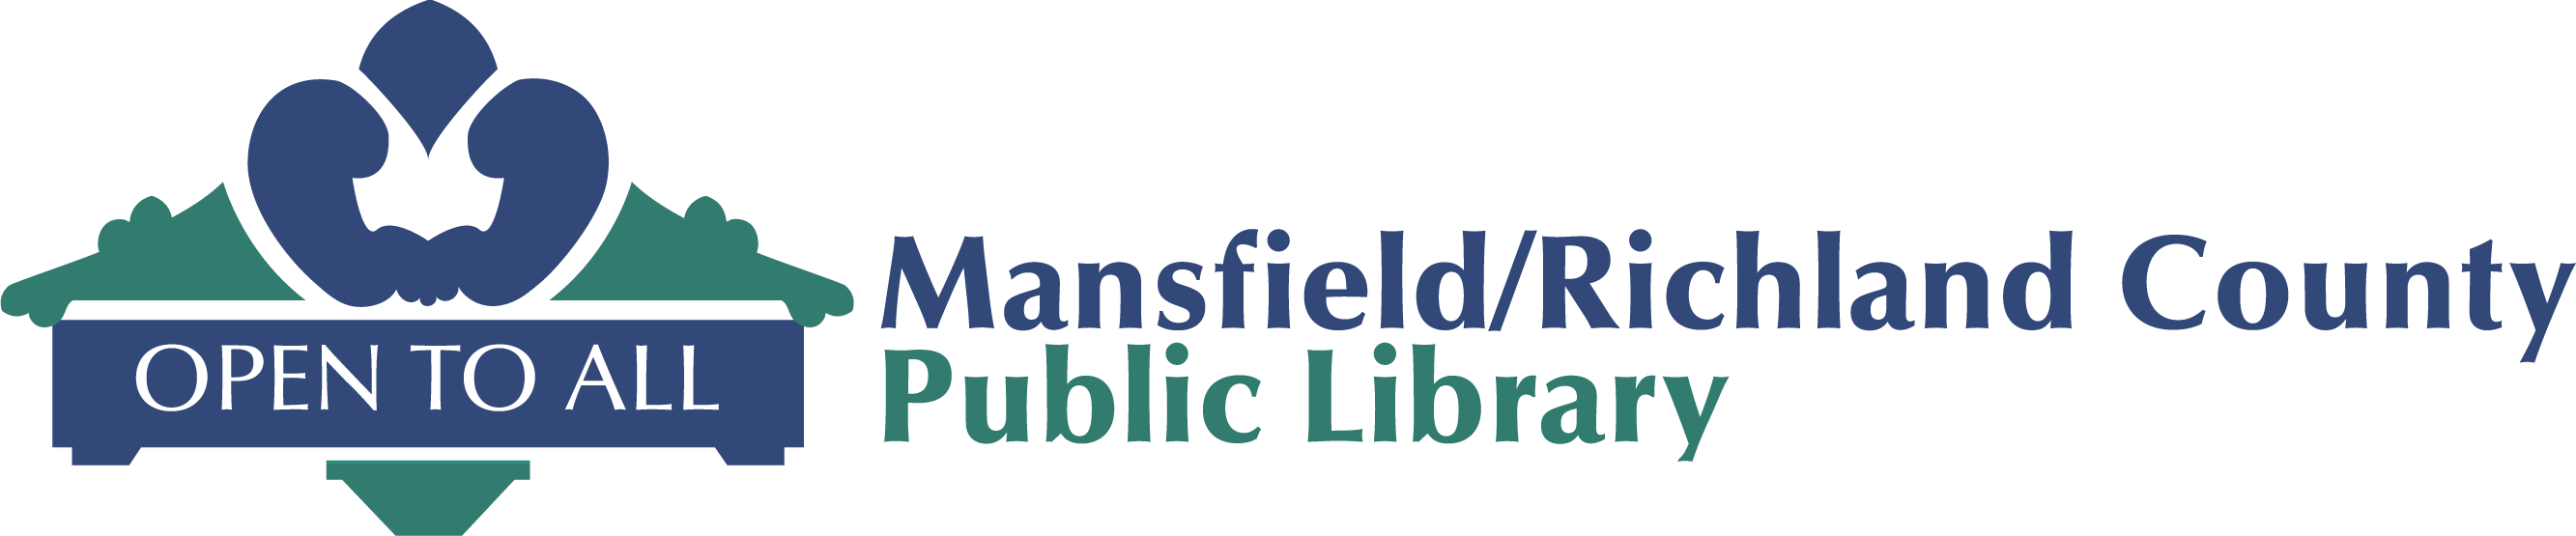 OPEN TO ALL
Mansfield/Richland County
Public Library